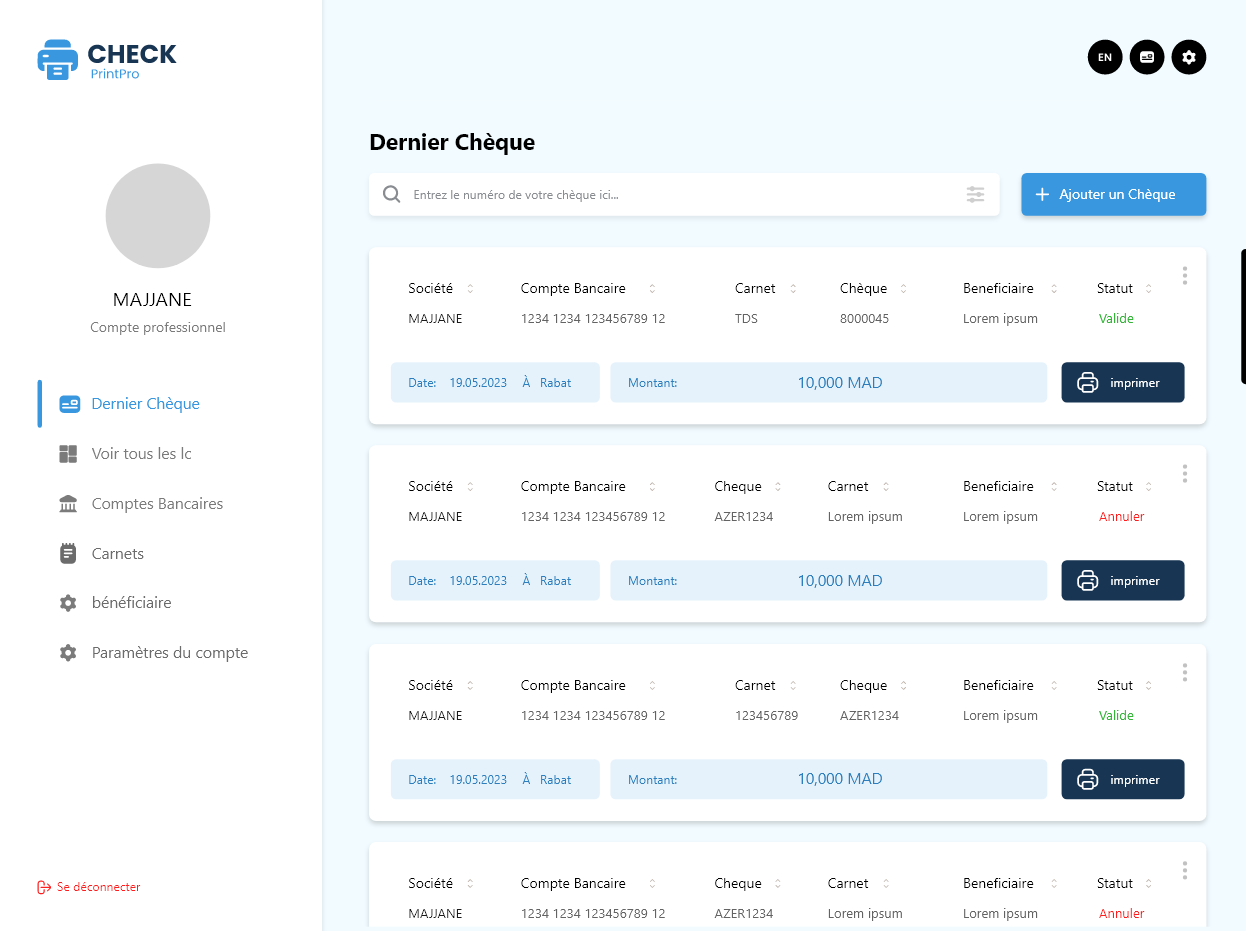 CHECK
PrintPro
EN
MAJJANE
Compte professionnel
Dernier Chèque
Voir tous les lc
Comptes Bancaires
Carnets
bénéficiaire
Paramètres du compte
Se déconnecter
Dernier Chèque
Entrez le numéro de votre chèque ici...
Ajouter un Chèque
Société Compte Bancaire Carnet Chèque Beneficiaire Statut
MAJJANE 1234 1234 123456789 12 TDS 8000045 Lorem ipsum Valide
Date: 19.05.2023 À Rabat Montant: 10,000 MAD imprimer
Société Compte Bancaire Cheque Carnet Beneficiaire Statut
MAJJANE 1234 1234 123456789 12 AZER1234 Lorem ipsum Lorem ipsum Annuler
Date: 19.05.2023 À Rabat Montant: 10,000 MAD imprimer
Société Compte Bancaire Carnet Cheque Beneficiaire Statut
MAJJANE 1234 1234 123456789 12 123456789 AZER1234 Lorem ipsum Valide
Date: 19.05.2023 À Rabat Montant: 10,000 MAD imprimer
Société Compte Bancaire Cheque Carnet Beneficiaire Statut
MAJJANE 1234 1234 123456789 12 AZER1234 Lorem ipsum Lorem ipsum Annuler